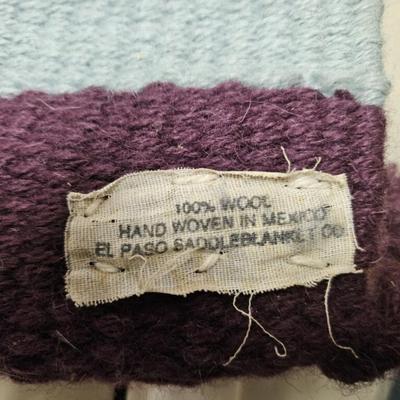 100% WOOL
HAND WOVEN IN MEXICO
EL PASO SADDLEBLANKET CO